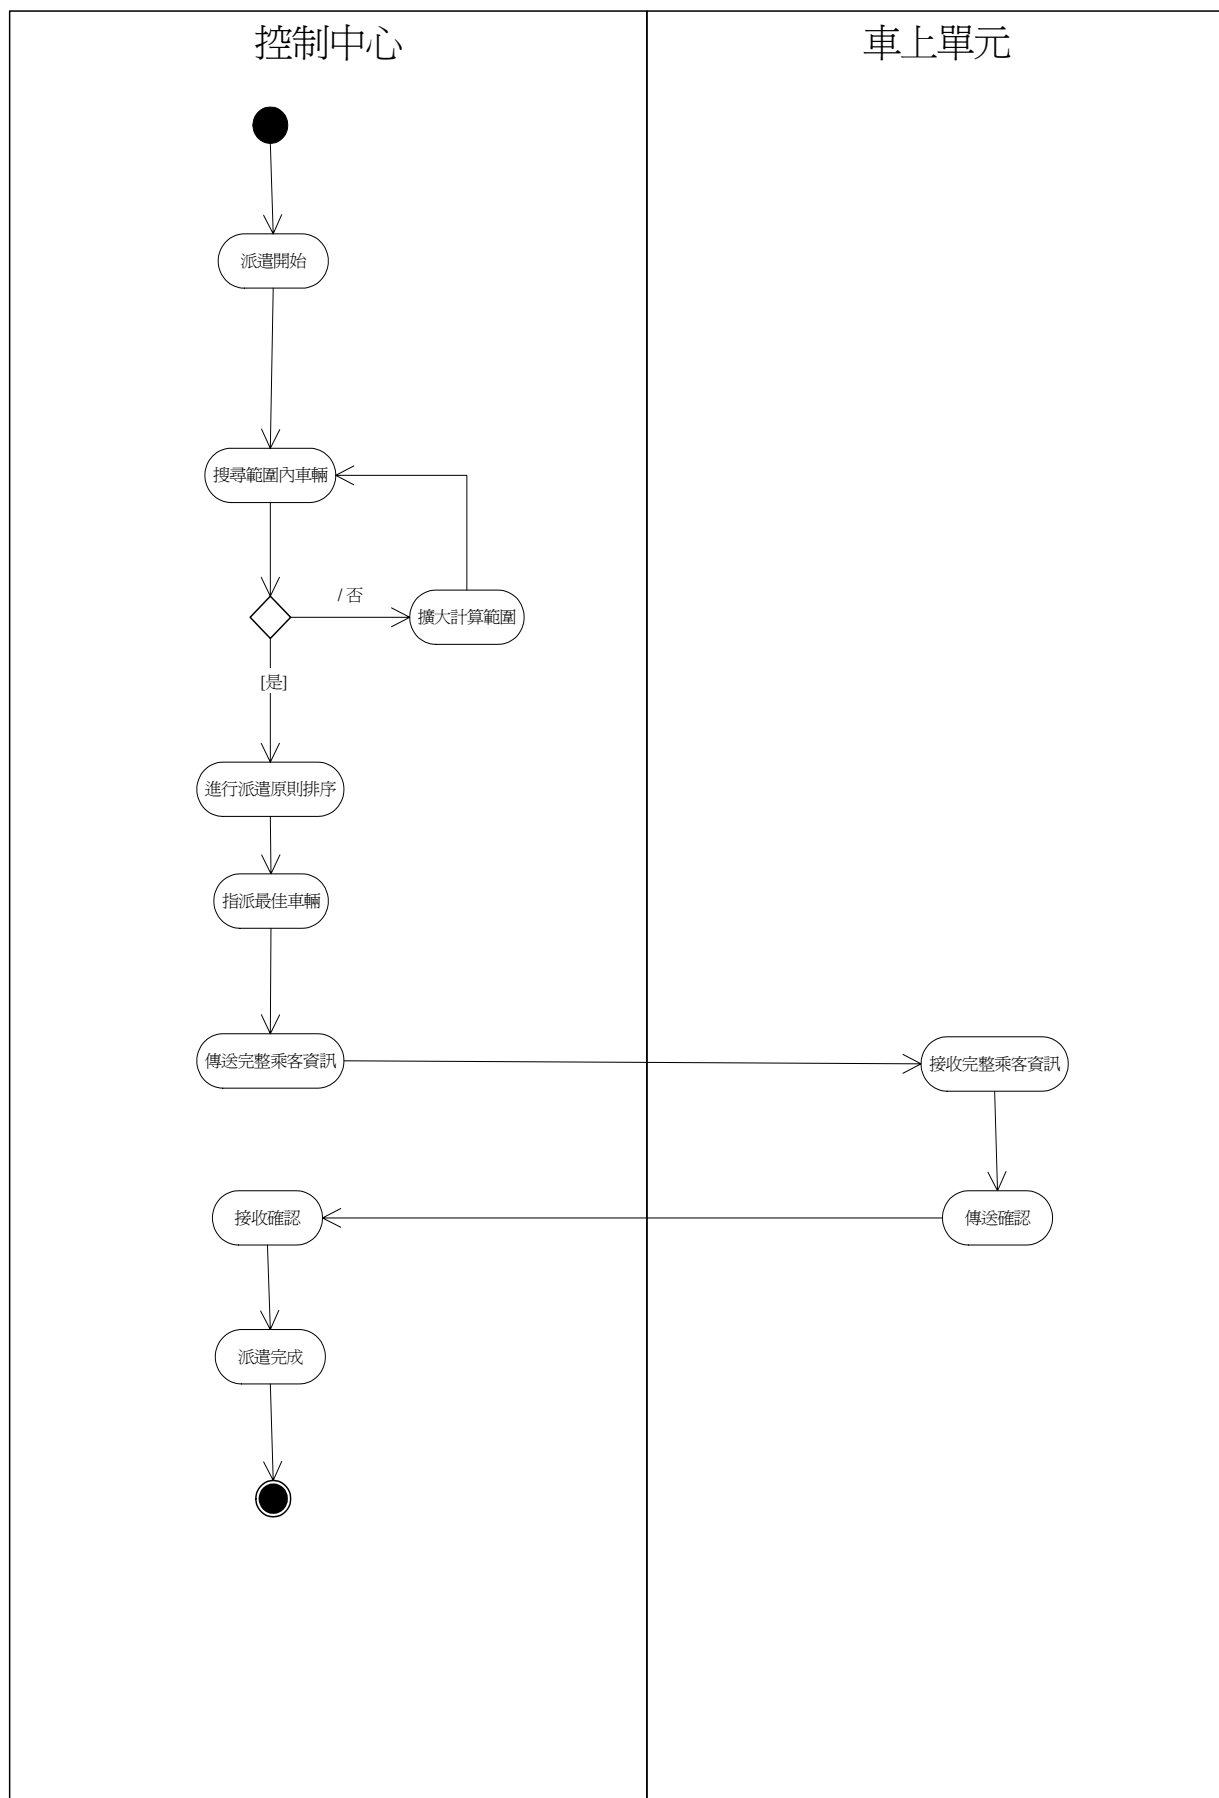 控制中心
車上單元
派遣開始
搜尋範圍內車輛
/ 否
擴大計算範圍
[是]
進行派遣原則排序
指派最佳車輛
傳送完整乘客資訊
接收完整乘客資訊
接收確認
傳送確認
派遣完成